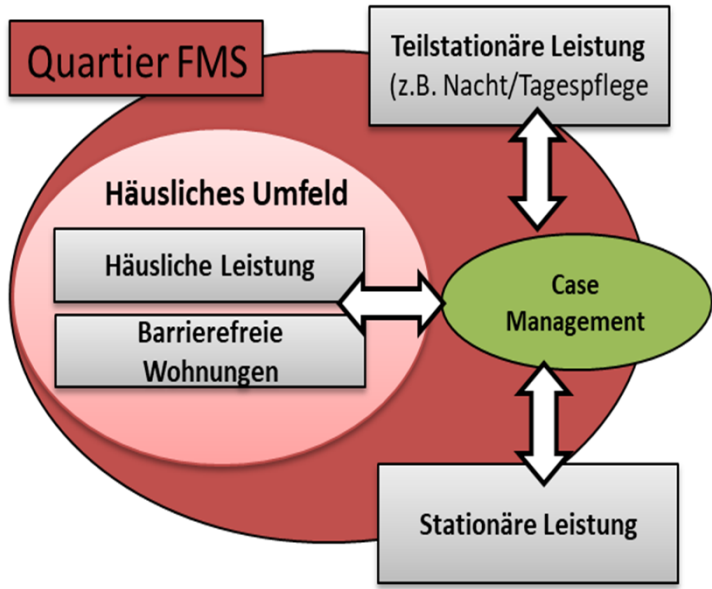 Quartier FMS
Teilstationäre Leistung
(z.B. Nacht/Tagespflege
Häusliches Umfeld
Häusliche Leistung
Barrierefreie
Wohnungen
Case
Management
Stationäre Leistung